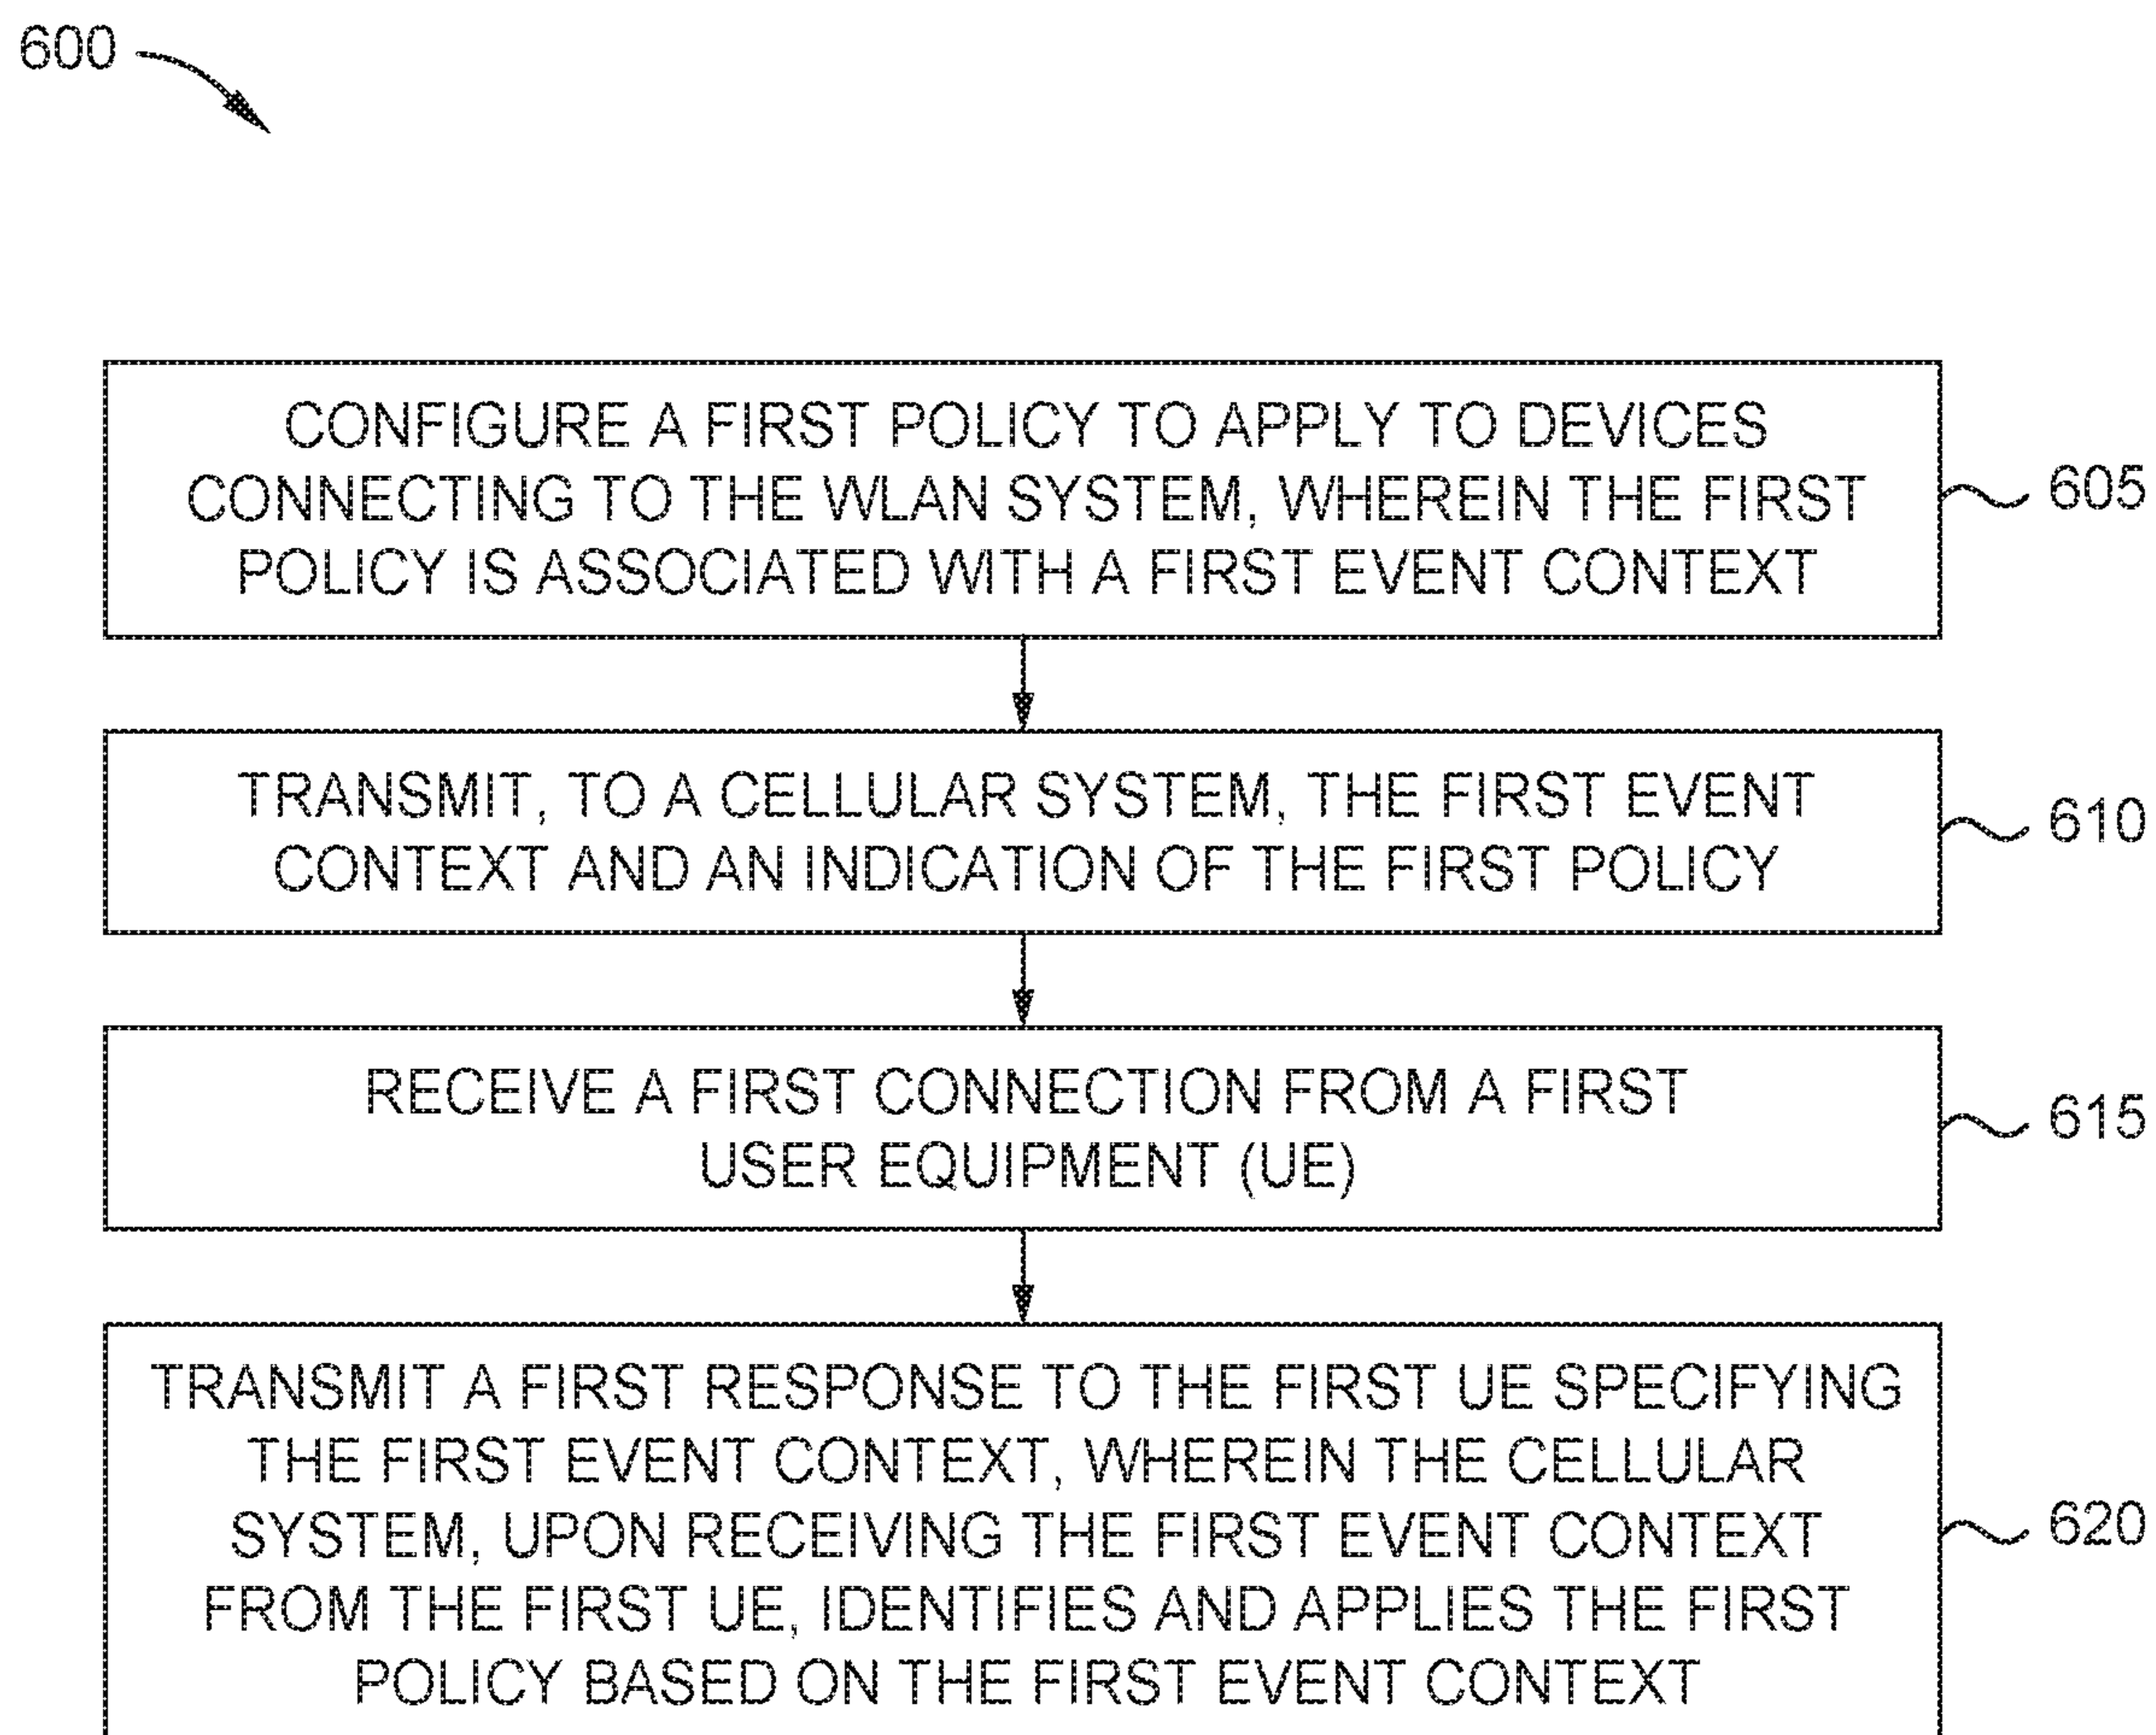 600
CONFIGURE A FIRST POLICY TO APPLY TO DEVICES
CONNECTING TO THE WLAN SYSTEM, WHEREIN THE FIRST
POLICY IS ASSOCIATED WITH A FIRST EVENT CONTEXT
605
TRANSMIT, TO A CELLULAR SYSTEM, THE FIRST EVENT
CONTEXT AND AN INDICATION OF THE FIRST POLICY
610
RECEIVE A FIRST CONNECTION FROM A FIRST
USER EQUIPMENT (UE)
615
TRANSMIT A FIRST RESPONSE TO THE FIRST UE SPECIFYING
THE FIRST EVENT CONTEXT, WHEREIN THE CELLULAR
SYSTEM, UPON RECEIVING THE FIRST EVENT CONTEXT
FROM THE FIRST UE, IDENTIFIES AND APPLIES THE FIRST
POLICY BASED ON THE FIRST EVENT CONTEXT
620